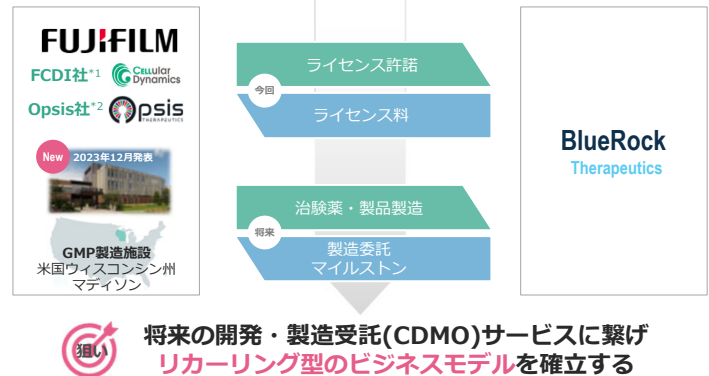 FUJIFILM
FCDI社*1 Cellular Dynamics
Opsis社*2 Opsis THERAPEUTICS
New 2023年12月発表
GMP製造施設
米国ウィスコンシン州
マディソン
ライセンス許諾
今回
ライセンス料
治験薬・製品製造
将来
製造委託
マイルストン
BlueRock
Therapeutics
狙い
将来の開発・製造受託(CDMO)サービスに繋げ
リカーリング型のビジネスモデルを確立する